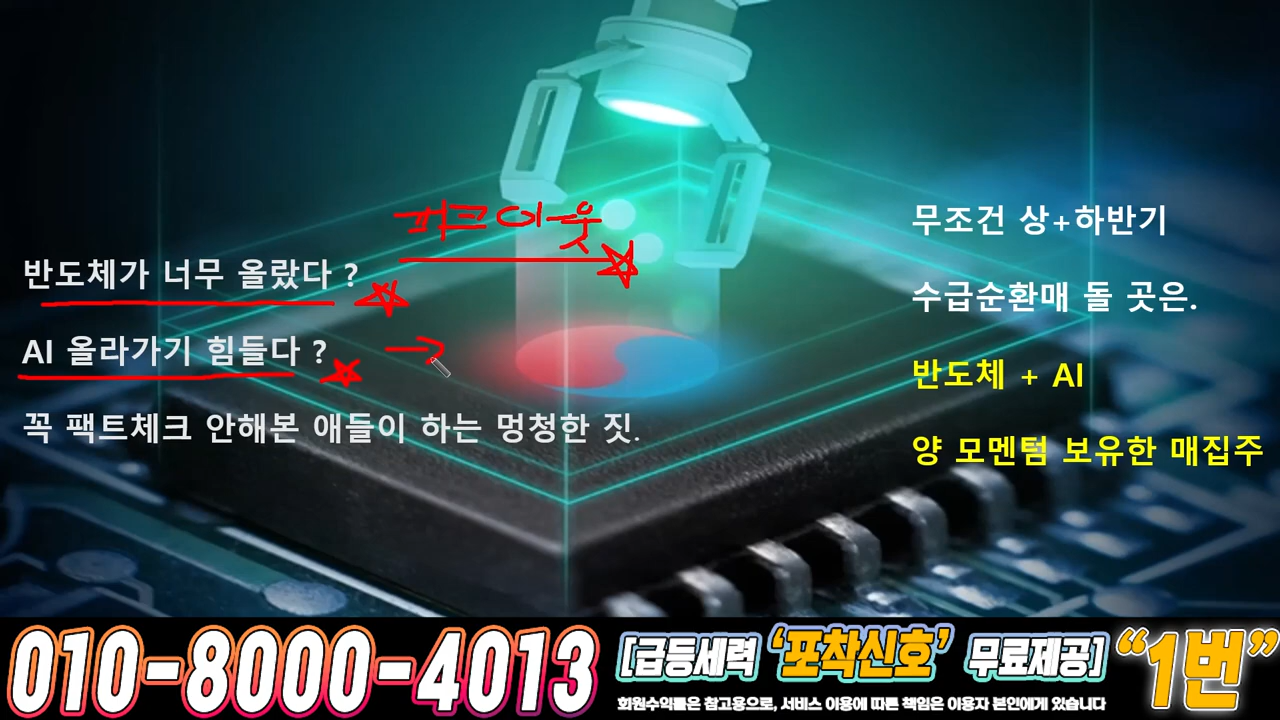 퍼크아웃
반도체가 너무 올랐다 ?
AI 올라가기 힘들다 ?
꼭 팩트체크 안해본 애들이 하는 멍청한 짓.
무조건 상+하반기
수급순환매 돌 곳은.
반도체 + AI
양 모멘텀 보유한 매집주
010-8000-4013 [급등세력 '포착신호' 무료제공] "1번"
회원수익률은 참고용으로, 서비스 이용에 따른 책임은 이용자 본인에게 있습니다